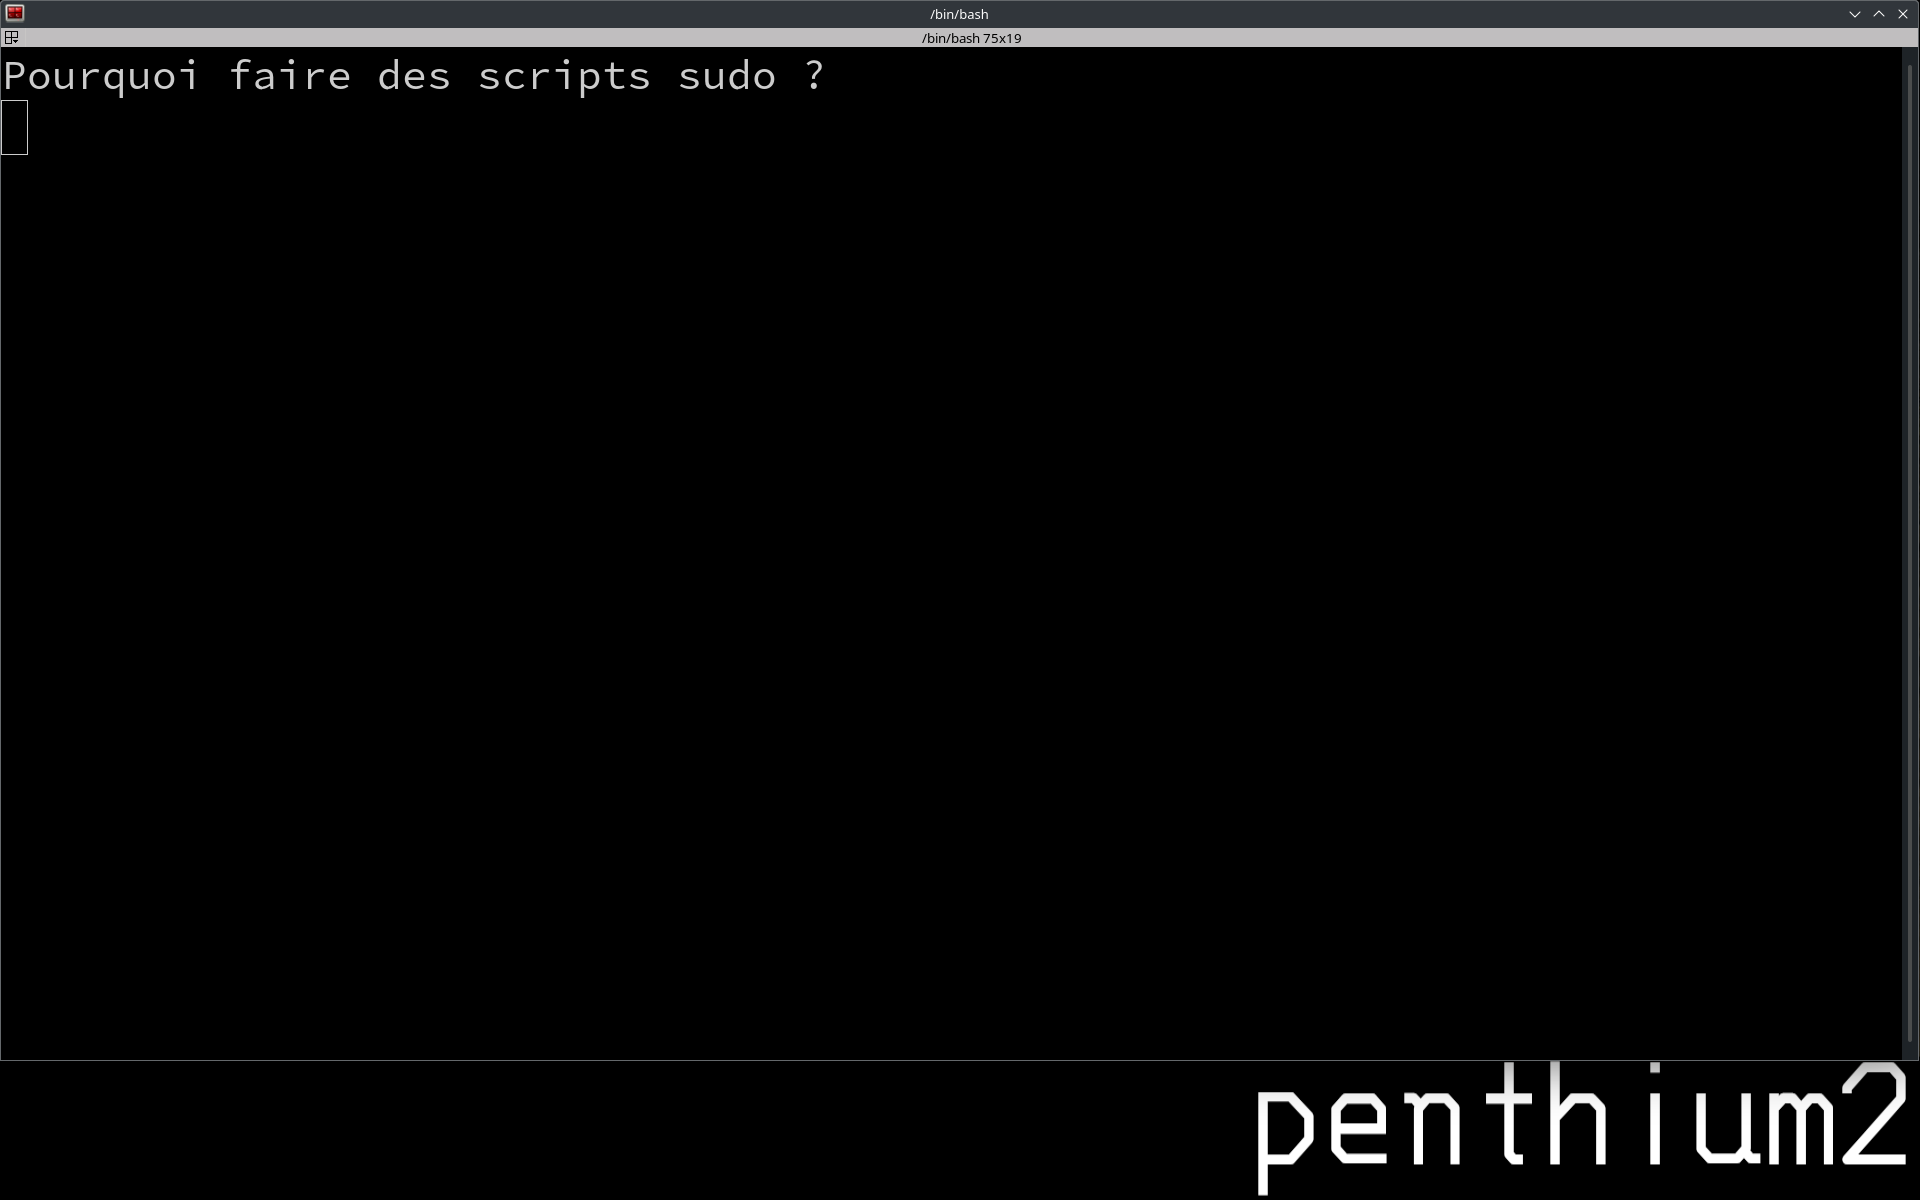 /bin/bash
/bin/bash 75x19
Pourquoi faire des scripts sudo ?
penthium2